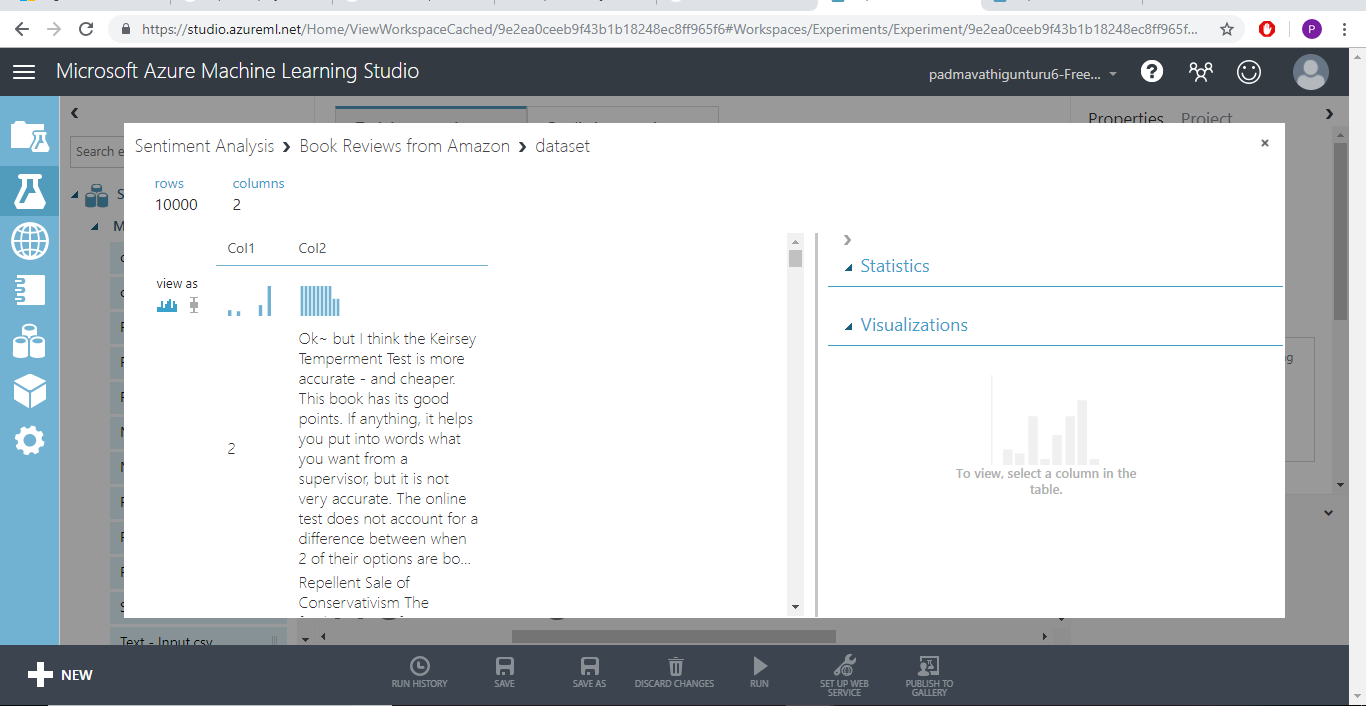 https://studio.azureml.net/Home/ViewWorkspaceCached/9e2ea0ceeb9f43b1b18248ec8ff965f6#Workspaces/Experiments/Experiment/9e2ea0ceeb9f43b1b18248ec8ff965f...
P
Microsoft Azure Machine Learning Studio
padmavathigunturu6-Free...
?
Properties Project
Search e
Sentiment Analysis > Book Reviews from Amazon > dataset
×
rows columns
10000 2
S
M
Col1 Col2
view as
Statistics
Visualizations
Ok~ but I think the Keirsey
Temperment Test is more
accurate - and cheaper.
This book has its good
points. If anything, it helps
you put into words what
2
you want from a
supervisor, but it is not
very accurate. The online
test does not account for a
difference between when
2 of their options are bo...
Repellent Sale of
Conservativism The
To view, select a column in the
table.
Text - Input.csv
NEW
RUN HISTORY
SAVE
SAVE AS
DISCARD CHANGES
RUN
SET UP WEB
SERVICE
PUBLISH TO
GALLERY